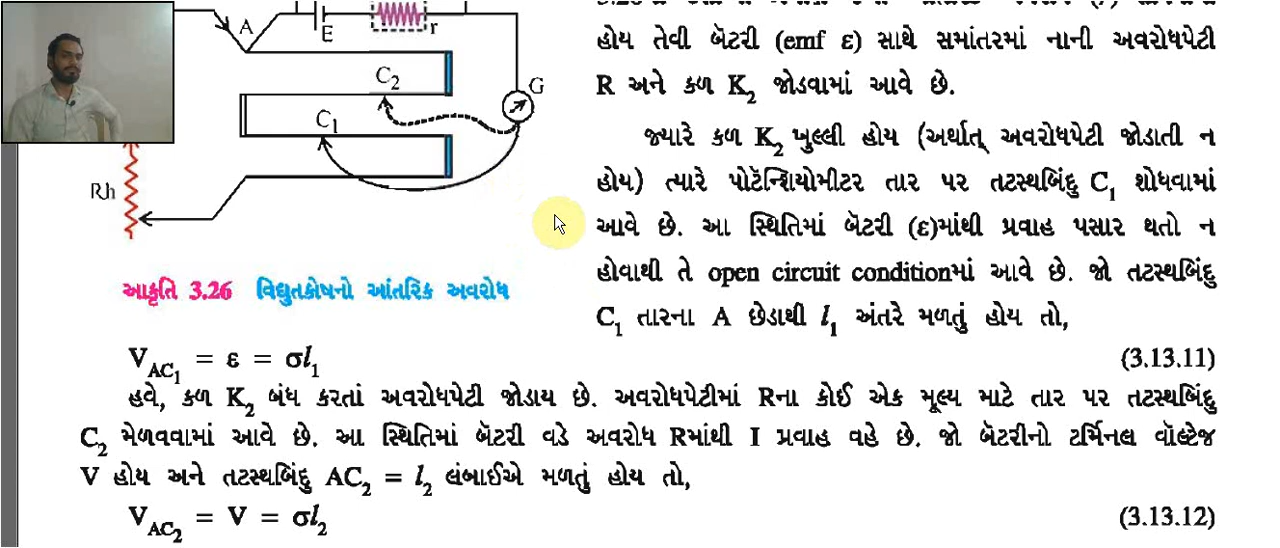 A
E
r
C₂
G
C₁
Rh
આકૃતિ 3.26 વિદ્યુતકોષનો આંતરિક અવરોધ
હોય તેવી બૅટરી (emf ε) સાથે સમાંતરમાં નાની અવરોધપેટી
R અને કળ K₂ જોડવામાં આવે છે.
જ્યારે કળ K₂ ખુલ્લી હોય (અર્થાત્ અવરોધપેટી જોડાતી ન
હોય) ત્યારે પોટૅન્શિયોમીટર તાર પર તટસ્થબિંદુ C₁ શોધવામાં
આવે છે. આ સ્થિતિમાં બૅટરી (ε)માંથી પ્રવાહ પસાર થતો ન
હોવાથી તે open circuit conditionમાં આવે છે. જો તટસ્થબિંદુ
C₁ તારના A છેડાથી l₁ અંતરે મળતું હોય તો,
V_AC₁ = ε = σl₁ (3.13.11)
હવે, કળ K₂ બંધ કરતાં અવરોધપેટી જોડાય છે. અવરોધપેટીમાં Rના કોઈ એક મૂલ્ય માટે તાર પર તટસ્થબિંદુ
C₂ મેળવવામાં આવે છે. આ સ્થિતિમાં બૅટરી વડે અવરોધ Rમાંથી I પ્રવાહ વહે છે. જો બૅટરીનો ટર્મિનલ વૉલ્ટેજ
V હોય અને તટસ્થબિંદુ AC₂ = l₂ લંબાઈએ મળતું હોય તો,
V_AC₂ = V = σl₂ (3.13.12)